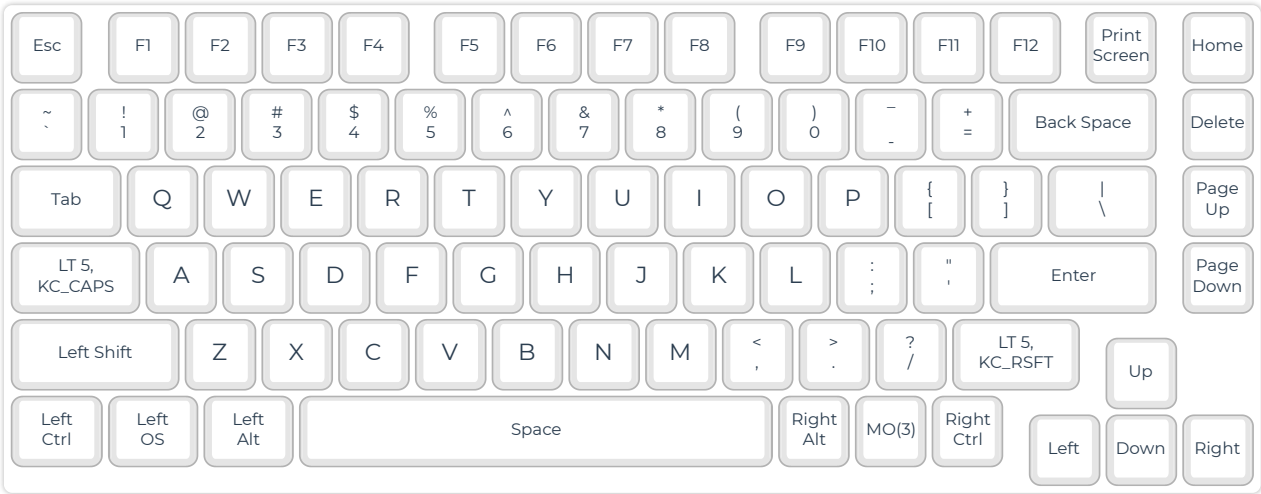 Esc F1 F2 F3 F4 F5 F6 F7 F8 F9 F10 F11 F12 Print Screen Home
~ ` ! 1 @ 2 # 3 $ 4 % 5 ^ 6 & 7 * 8 ( 9 ) 0 _ - + = Back Space Delete
Tab Q W E R T Y U I O P { [ } ] | \ Page Up
LT 5, KC_CAPS A S D F G H J K L : ; " ' Enter Page Down
Left Shift Z X C V B N M < , > . ? / LT 5, KC_RSFT Up
Left Ctrl Left OS Left Alt Space Right Alt MO(3) Right Ctrl Left Down Right